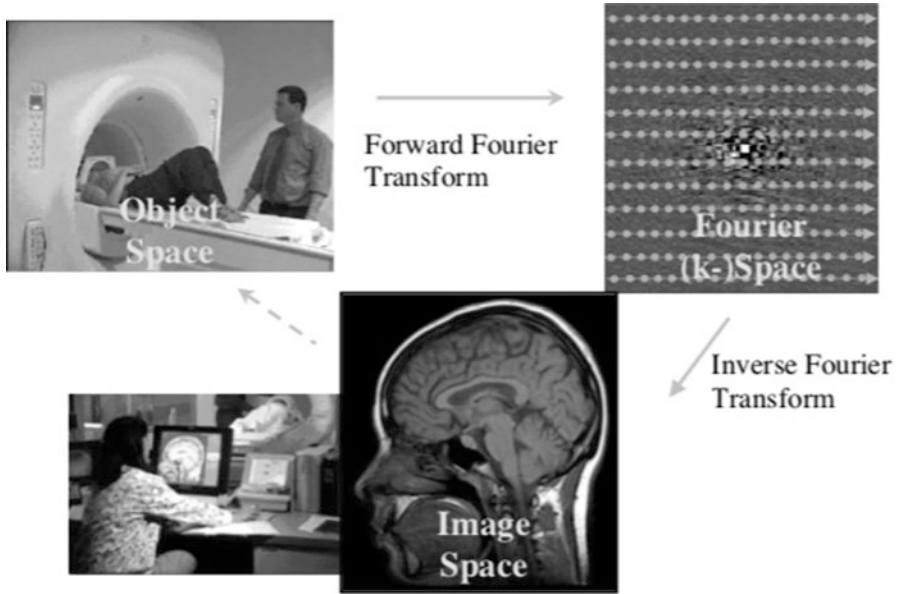 Object
Space
Forward Fourier
Transform
Fourier
(k-)Space
Inverse Fourier
Transform
Image
Space